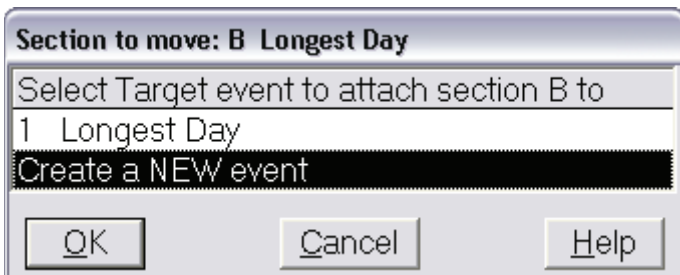 Section to move: B Longest Day
Select Target event to attach section B to
1 Longest Day
Create a NEW event
OK Cancel Help